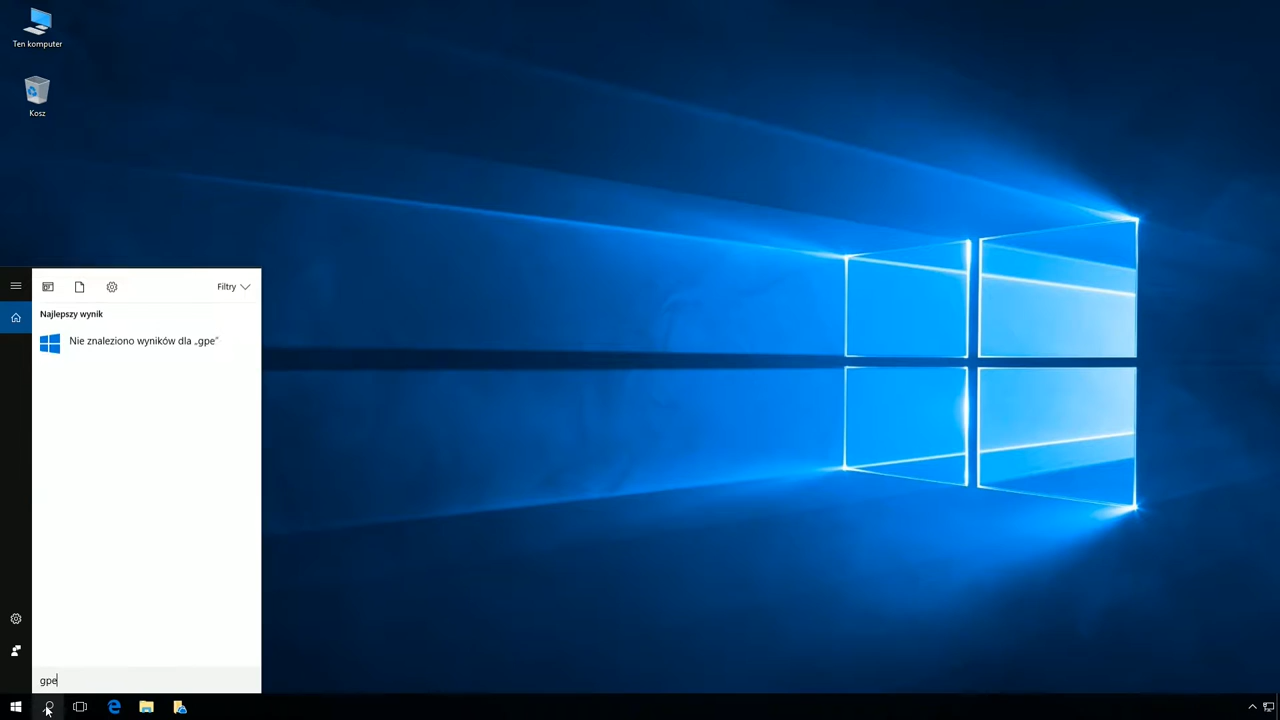 Ten komputer
Kosz
Filtry
Najlepszy wynik
Nie znaleziono wyników dla „gpe”
gpe